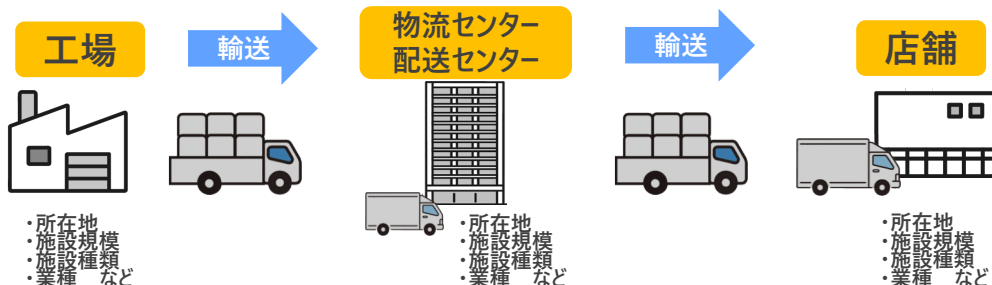 工場
輸送
物流センター
配送センター
輸送
店舗
・所在地
・施設規模
・施設種類
・業種　など
・所在地
・施設規模
・施設種類
・業種　など
・所在地
・施設規模
・施設種類
・業種　など